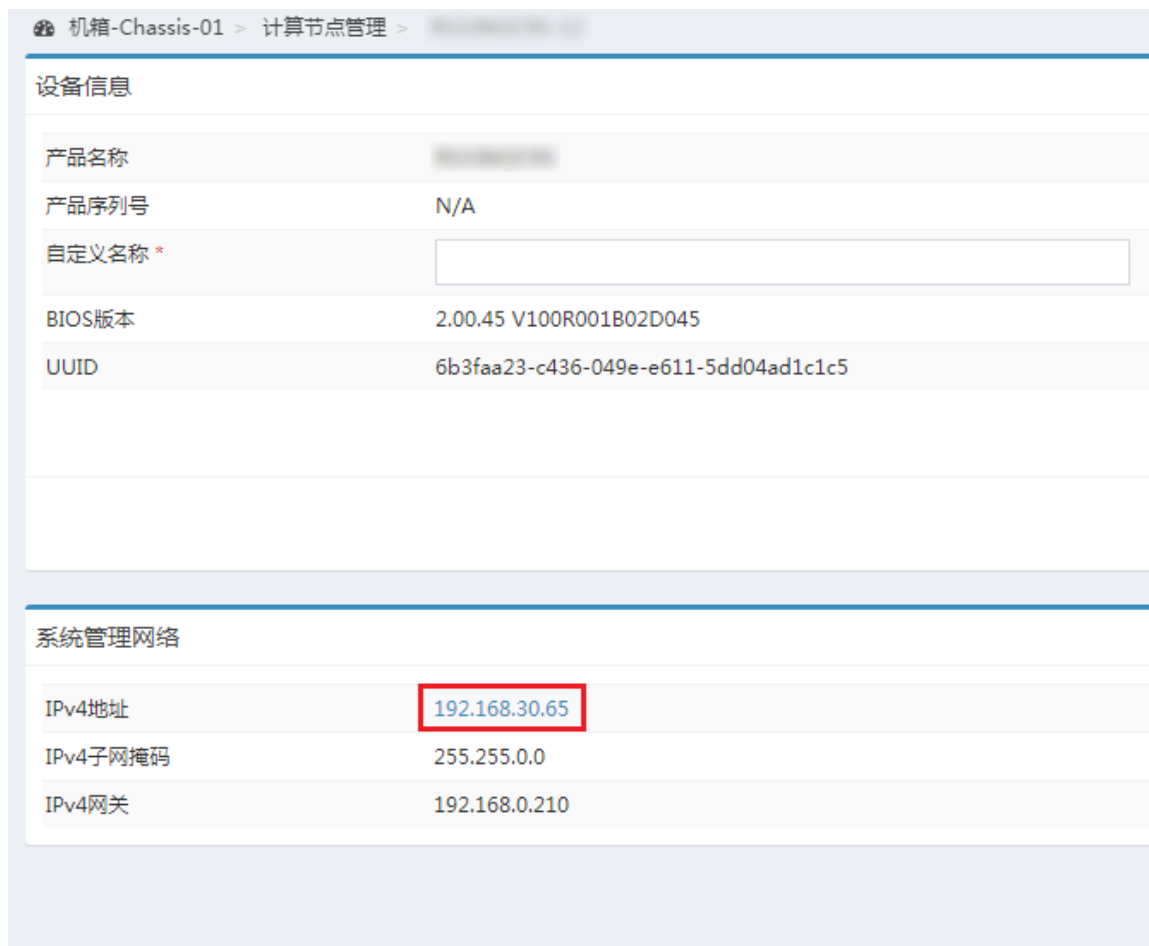 机箱-Chassis-01 > 计算节点管理 >
设备信息
产品名称
产品序列号 N/A
自定义名称 *
BIOS版本 2.00.45 V100R001B02D045
UUID 6b3faa23-c436-049e-e611-5dd04ad1c1c5
系统管理网络
IPv4地址 192.168.30.65
IPv4子网掩码 255.255.0.0
IPv4网关 192.168.0.210